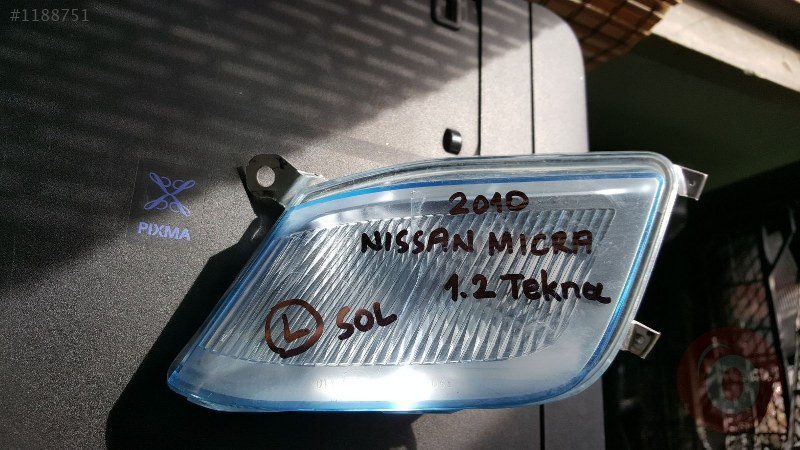 #1188751
PIXMA
2010
NISSAN MICRA
1.2 Tekna
L SOL